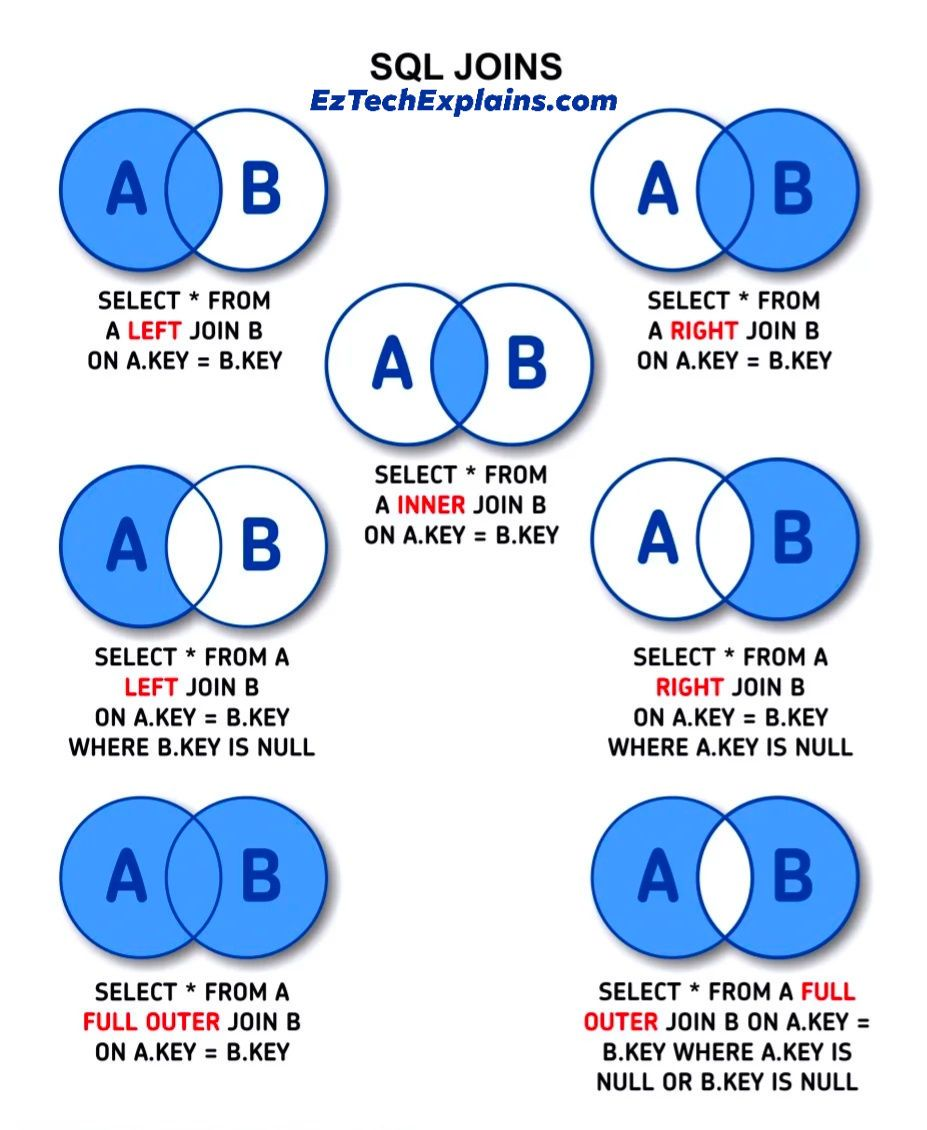 SQL JOINS
EzTechExplains.com
A B
SELECT * FROM
A LEFT JOIN B
ON A.KEY = B.KEY
A B
SELECT * FROM
A RIGHT JOIN B
ON A.KEY = B.KEY
A B
SELECT * FROM
A INNER JOIN B
ON A.KEY = B.KEY
A B
SELECT * FROM A
LEFT JOIN B
ON A.KEY = B.KEY
WHERE B.KEY IS NULL
A B
SELECT * FROM A
RIGHT JOIN B
ON A.KEY = B.KEY
WHERE A.KEY IS NULL
A B
SELECT * FROM A
FULL OUTER JOIN B
ON A.KEY = B.KEY
A B
SELECT * FROM A FULL
OUTER JOIN B ON A.KEY =
B.KEY WHERE A.KEY IS
NULL OR B.KEY IS NULL